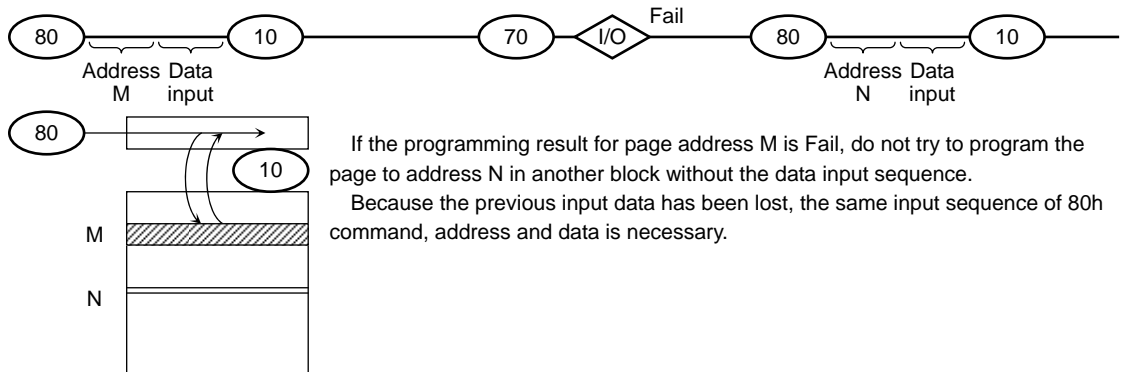 Fail
80 10 70 I/O 80 10
Address Data Address Data
M input N input
80
If the programming result for page address M is Fail, do not try to program the
10
page to address N in another block without the data input sequence.
Because the previous input data has been lost, the same input sequence of 80h
M
command, address and data is necessary.
N